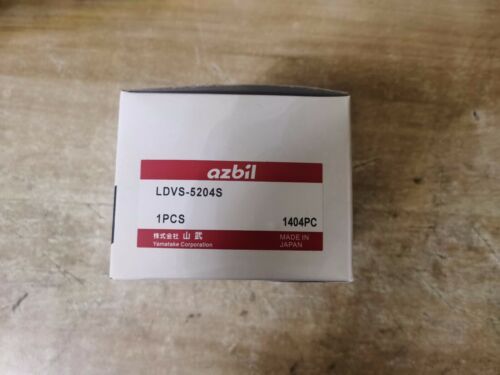 azbil
LDVS-5204S
1PCS 1404PC
株式会社 山武 MADE IN
Yamatake Corporation JAPAN